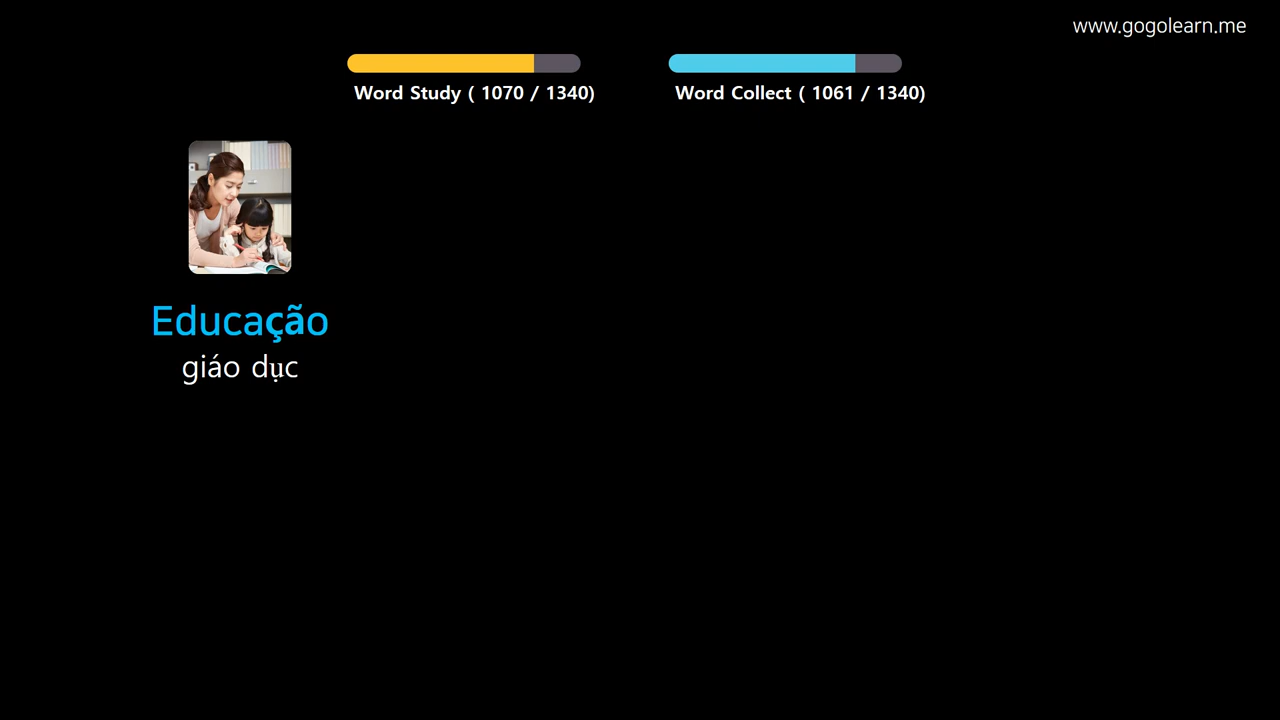 www.gogolearn.me
Word Study ( 1070 / 1340)
Word Collect ( 1061 / 1340)
Educação
giáo dục